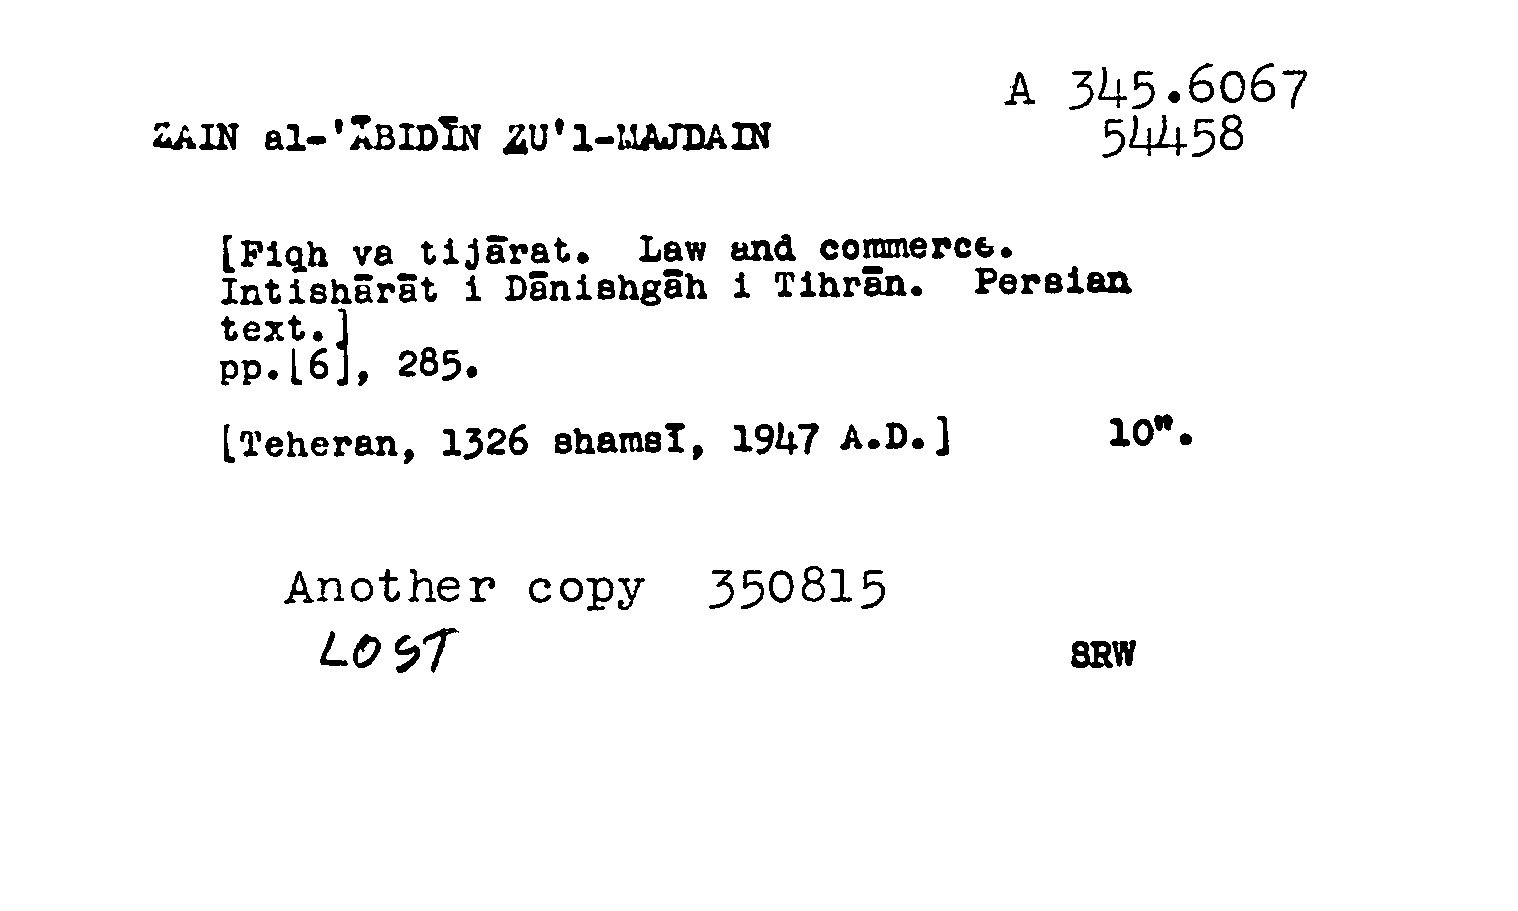 A 345.6067
ZAIN al-'ĀBIDĪN ZU'l-MAJDAIN 54458
[Fiqh va tijārat. Law and commerce.
Intishārāt i Dānishgāh i Tihrān. Persian
text.]
pp.[6], 285.
[Teheran, 1326 shamsī, 1947 A.D.] 10".
Another copy 350815
LOST SRW